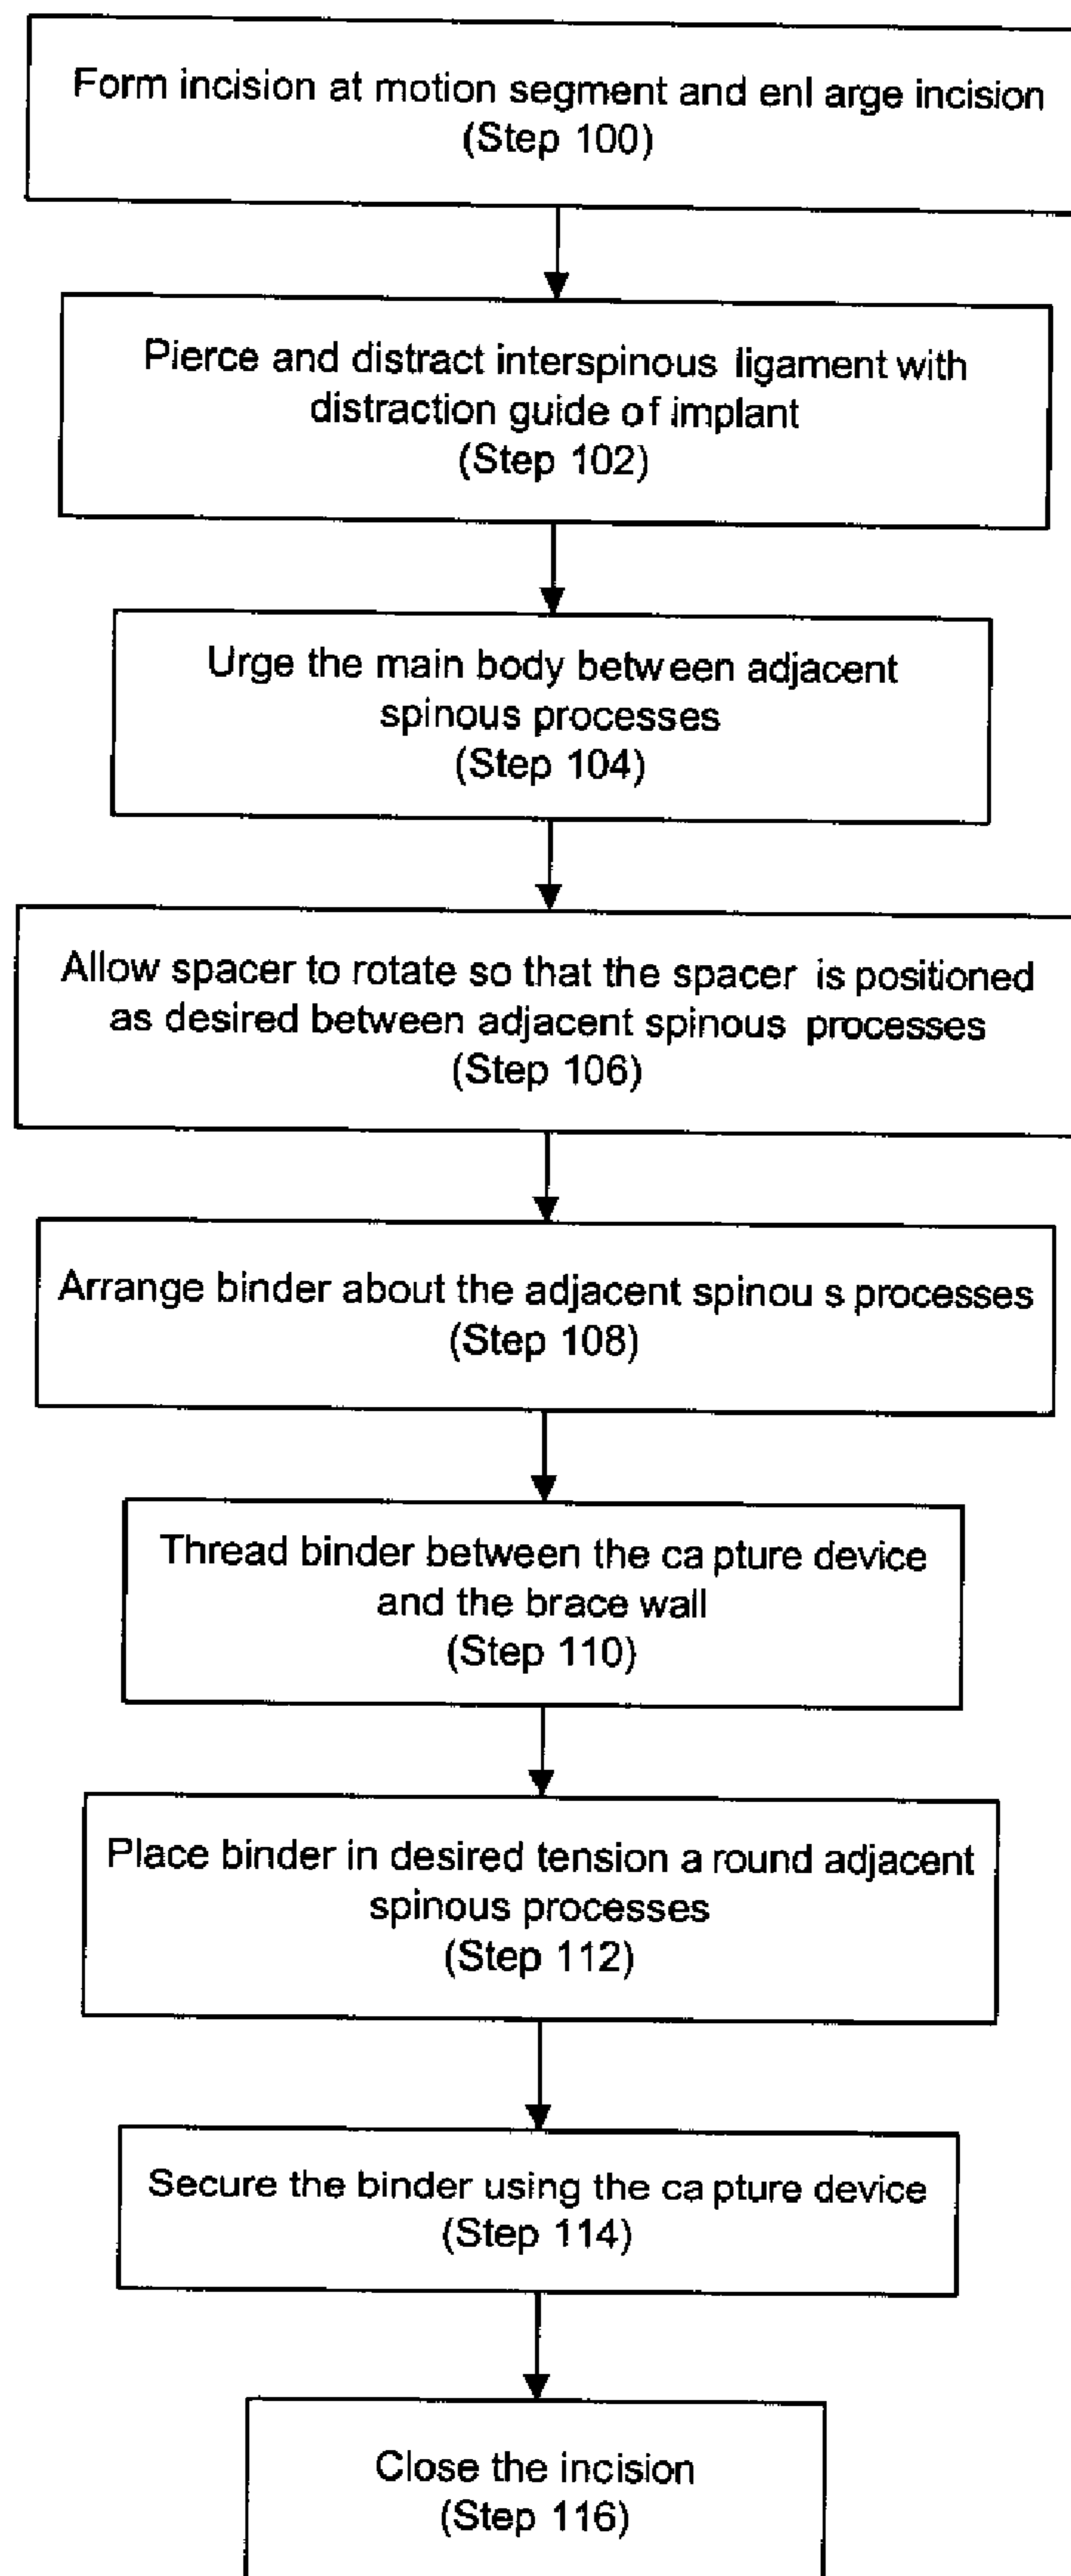 Form incision at motion segment and enl arge incision
(Step 100)
Pierce and distract interspinous ligament with
distraction guide of implant
(Step 102)
Urge the main body between adjacent
spinous processes
(Step 104)
Allow spacer to rotate so that the spacer is positioned
as desired between adjacent spinous processes
(Step 106)
Arrange binder about the adjacent spinou s processes
(Step 108)
Thread binder between the ca pture device
and the brace wall
(Step 110)
Place binder in desired tension a round adjacent
spinous processes
(Step 112)
Secure the binder using the ca pture device
(Step 114)
Close the incision
(Step 116)